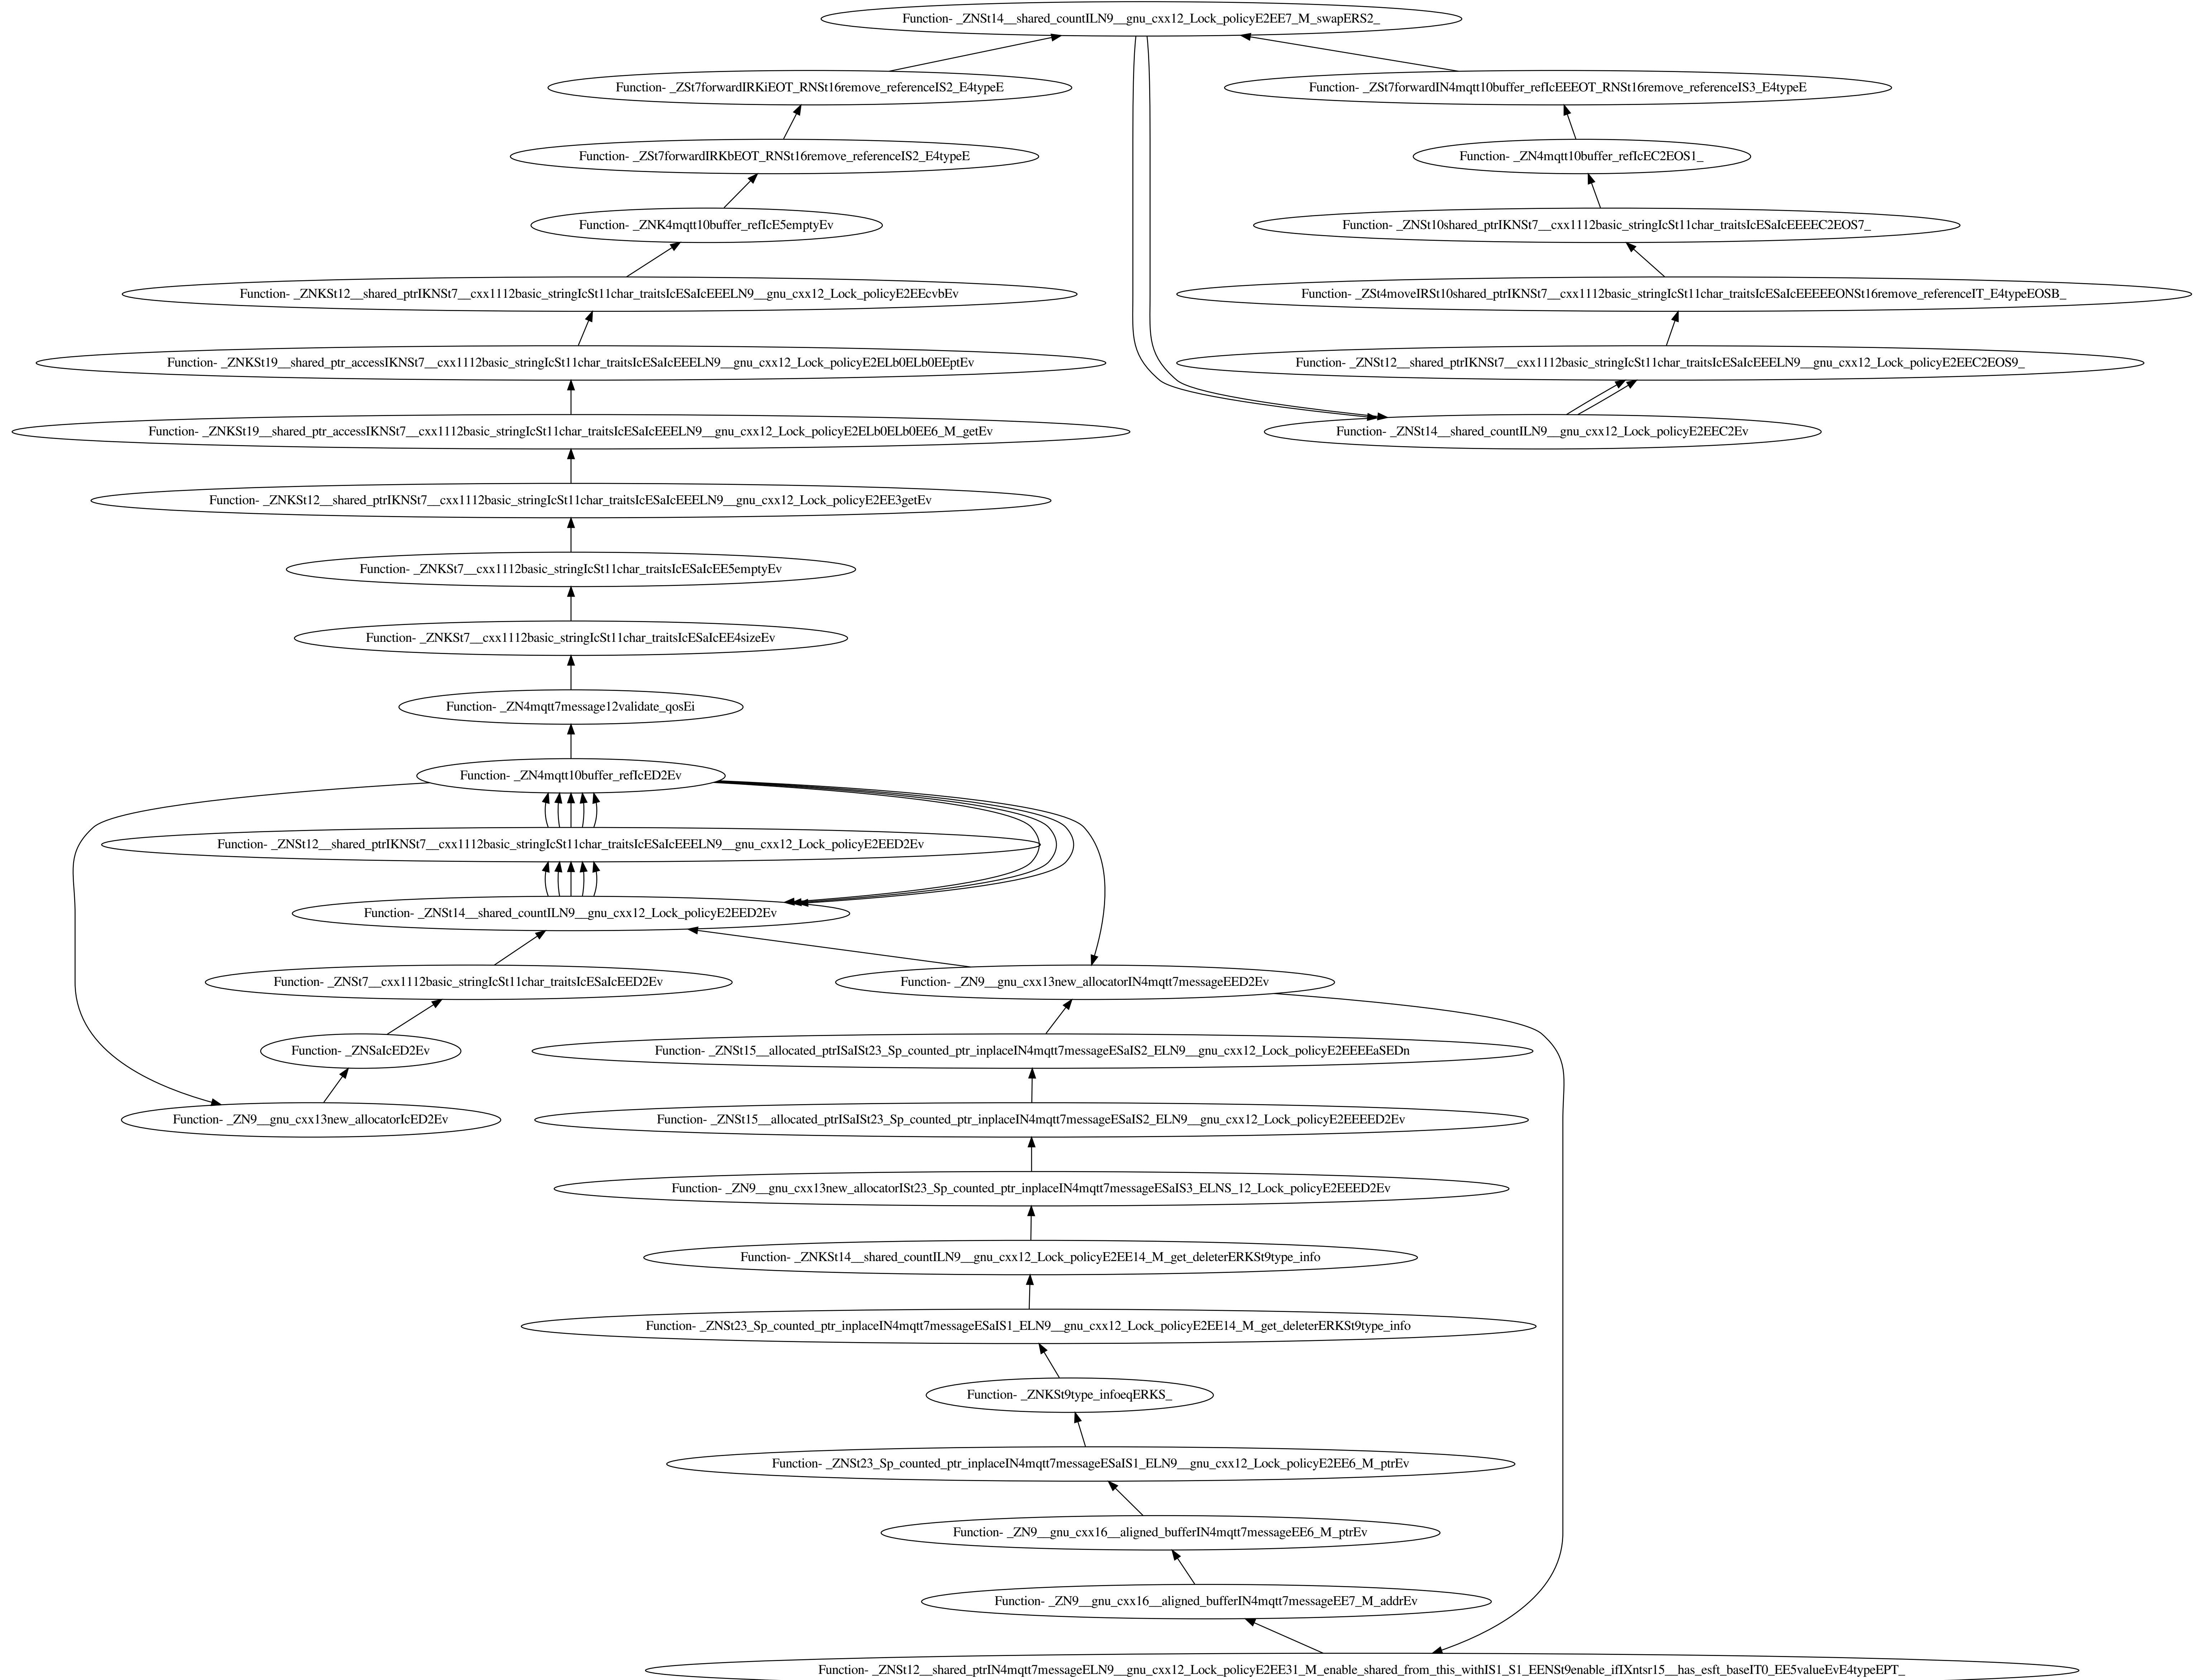 Function- _ZNSt14__shared_countILN9__gnu_cxx12_Lock_policyE2EE7_M_swapERS2_
Function- _ZSt7forwardIRKiEOT_RNSt16remove_referenceIS2_E4typeE
Function- _ZSt7forwardIN4mqtt10buffer_refIcEEEOT_RNSt16remove_referenceIS3_E4typeE
Function- _ZSt7forwardIRKbEOT_RNSt16remove_referenceIS2_E4typeE
Function- _ZN4mqtt10buffer_refIcEC2EOS1_
Function- _ZNK4mqtt10buffer_refIcE5emptyEv
Function- _ZNSt10shared_ptrIKNSt7__cxx1112basic_stringIcSt11char_traitsIcESaIcEEEEC2EOS7_
Function- _ZNKSt12__shared_ptrIKNSt7__cxx1112basic_stringIcSt11char_traitsIcESaIcEEELN9__gnu_cxx12_Lock_policyE2EEcvbEv
Function- _ZSt4moveIRSt10shared_ptrIKNSt7__cxx1112basic_stringIcSt11char_traitsIcESaIcEEEEEONSt16remove_referenceIT_E4typeEOSB_
Function- _ZNKSt19__shared_ptr_accessIKNSt7__cxx1112basic_stringIcSt11char_traitsIcESaIcEEELN9__gnu_cxx12_Lock_policyE2ELb0ELb0EEptEv
Function- _ZNSt12__shared_ptrIKNSt7__cxx1112basic_stringIcSt11char_traitsIcESaIcEEELN9__gnu_cxx12_Lock_policyE2EEC2EOS9_
Function- _ZNKSt19__shared_ptr_accessIKNSt7__cxx1112basic_stringIcSt11char_traitsIcESaIcEEELN9__gnu_cxx12_Lock_policyE2ELb0ELb0EE6_M_getEv
Function- _ZNSt14__shared_countILN9__gnu_cxx12_Lock_policyE2EEC2Ev
Function- _ZNKSt12__shared_ptrIKNSt7__cxx1112basic_stringIcSt11char_traitsIcESaIcEEELN9__gnu_cxx12_Lock_policyE2EE3getEv
Function- _ZNKSt7__cxx1112basic_stringIcSt11char_traitsIcESaIcEE5emptyEv
Function- _ZNKSt7__cxx1112basic_stringIcSt11char_traitsIcESaIcEE4sizeEv
Function- _ZN4mqtt7message12validate_qosEi
Function- _ZN4mqtt10buffer_refIcED2Ev
Function- _ZNSt12__shared_ptrIKNSt7__cxx1112basic_stringIcSt11char_traitsIcESaIcEEELN9__gnu_cxx12_Lock_policyE2EED2Ev
Function- _ZNSt14__shared_countILN9__gnu_cxx12_Lock_policyE2EED2Ev
Function- _ZNSt7__cxx1112basic_stringIcSt11char_traitsIcESaIcEED2Ev
Function- _ZN9__gnu_cxx13new_allocatorIN4mqtt7messageEED2Ev
Function- _ZNSaIcED2Ev
Function- _ZNSt15__allocated_ptrISaISt23_Sp_counted_ptr_inplaceIN4mqtt7messageESaIS2_ELN9__gnu_cxx12_Lock_policyE2EEEEaSEDn
Function- _ZN9__gnu_cxx13new_allocatorIcED2Ev
Function- _ZNSt15__allocated_ptrISaISt23_Sp_counted_ptr_inplaceIN4mqtt7messageESaIS2_ELN9__gnu_cxx12_Lock_policyE2EEEED2Ev
Function- _ZN9__gnu_cxx13new_allocatorISt23_Sp_counted_ptr_inplaceIN4mqtt7messageESaIS3_ELNS_12_Lock_policyE2EEED2Ev
Function- _ZNKSt14__shared_countILN9__gnu_cxx12_Lock_policyE2EE14_M_get_deleterERKSt9type_info
Function- _ZNSt23_Sp_counted_ptr_inplaceIN4mqtt7messageESaIS1_ELN9__gnu_cxx12_Lock_policyE2EE14_M_get_deleterERKSt9type_info
Function- _ZNKSt9type_infoeqERKS_
Function- _ZNSt23_Sp_counted_ptr_inplaceIN4mqtt7messageESaIS1_ELN9__gnu_cxx12_Lock_policyE2EE6_M_ptrEv
Function- _ZN9__gnu_cxx16__aligned_bufferIN4mqtt7messageEE6_M_ptrEv
Function- _ZN9__gnu_cxx16__aligned_bufferIN4mqtt7messageEE7_M_addrEv
Function- _ZNSt12__shared_ptrIN4mqtt7messageELN9__gnu_cxx12_Lock_policyE2EE31_M_enable_shared_from_this_withIS1_S1_EENSt9enable_ifIXntsr15__has_esft_baseIT0_EE5valueEvE4typeEPT_